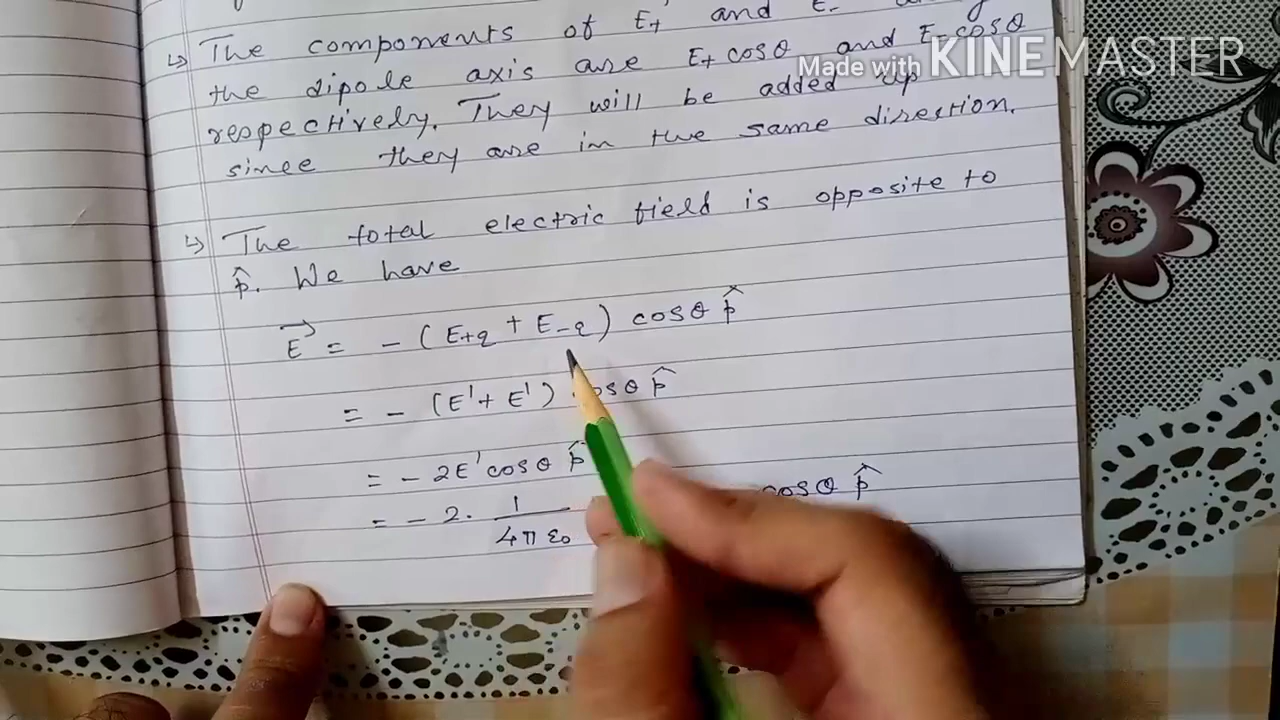 ↳ The components of E₊ and E₋
the dipole axis are E₊ cosθ and E₋cosθ
Made with KINEMASTER
respectively. They will be added up
since they are in the same direction.
↳ The total electric field is opposite to
p̂. We have
E⃗ = - (E₊q + E₋q) cosθ p̂
= - (E' + E') cosθ p̂
= - 2E' cosθ p̂
= - 2. 1/4πε₀ cosθ p̂